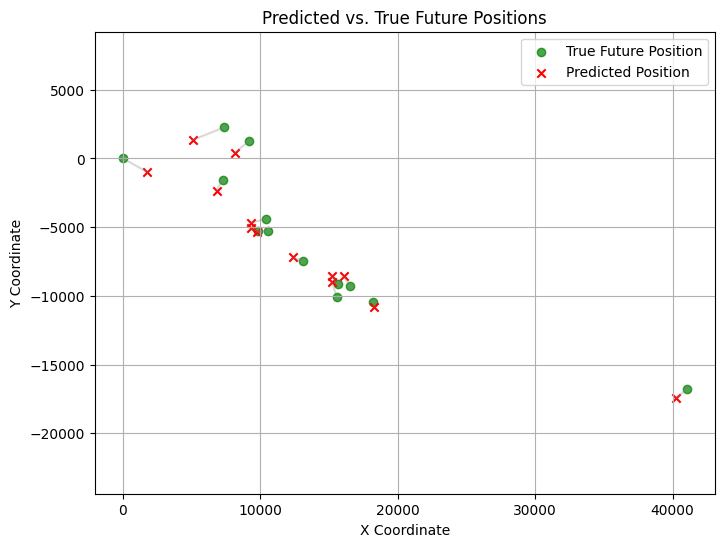 Predicted vs. True Future Positions
True Future Position
Predicted Position
5000
0
−5000
−10000
−15000
−20000
Y Coordinate
0 10000 20000 30000 40000
X Coordinate